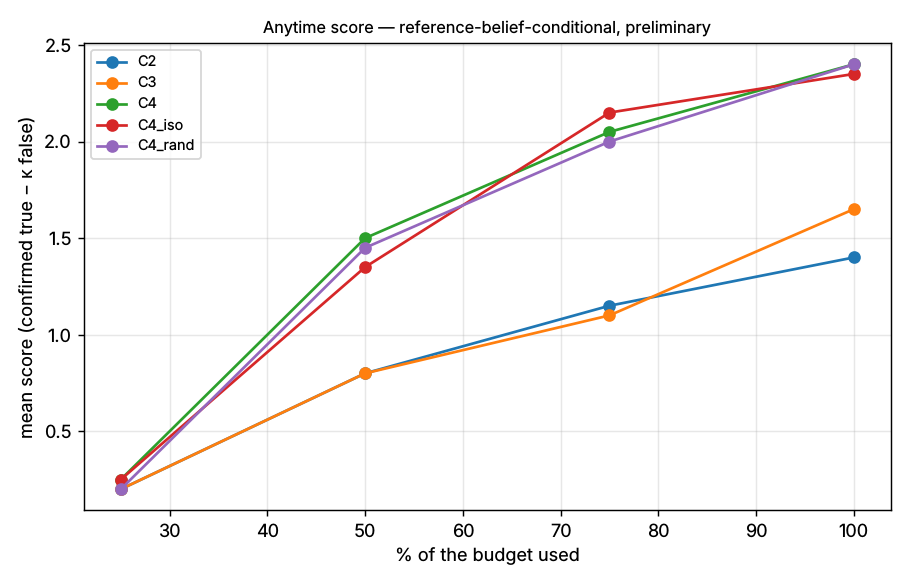 Anytime score — reference-belief-conditional, preliminary
2.5
2.0
1.5
1.0
0.5
mean score (confirmed true − κ false)
C2
C3
C4
C4_iso
C4_rand
30 40 50 60 70 80 90 100
% of the budget used